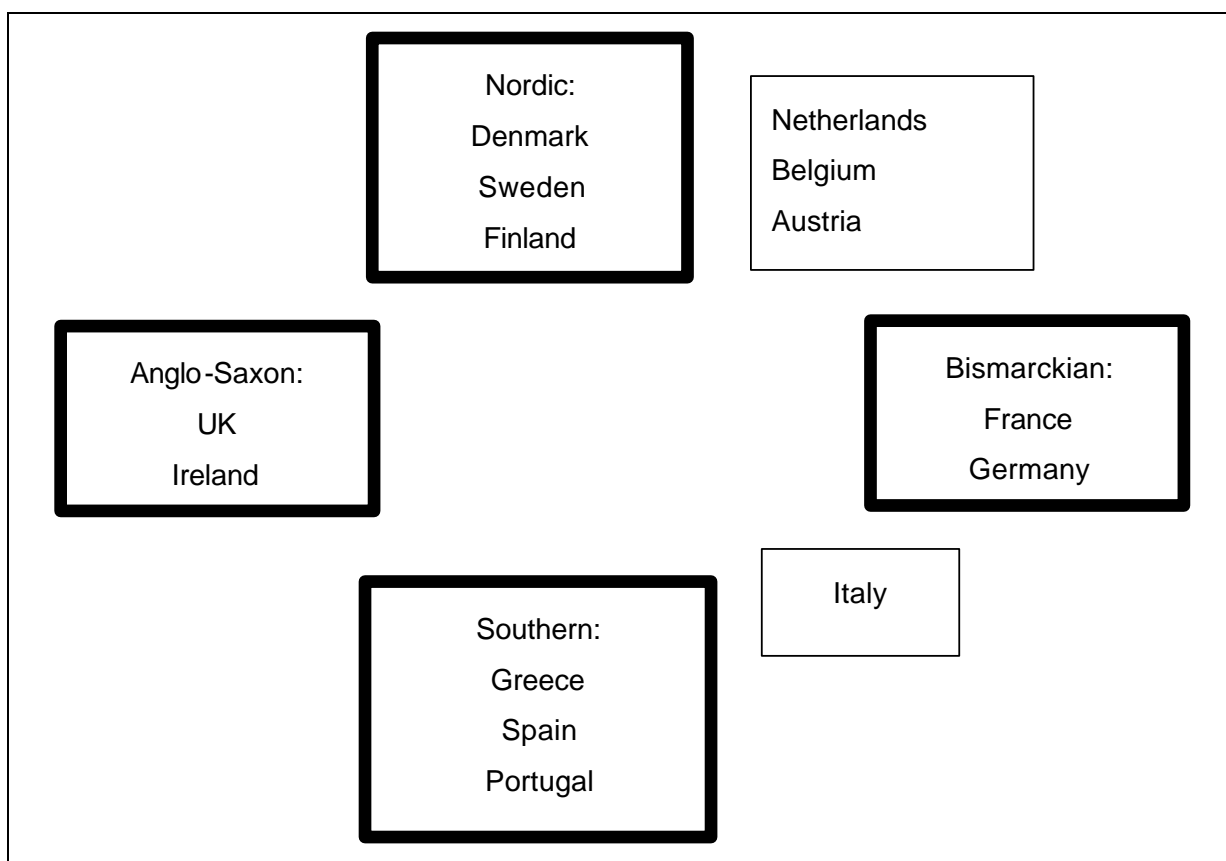 Nordic:
Denmark
Sweden
Finland
Netherlands
Belgium
Austria
Anglo-Saxon:
UK
Ireland
Bismarckian:
France
Germany
Italy
Southern:
Greece
Spain
Portugal